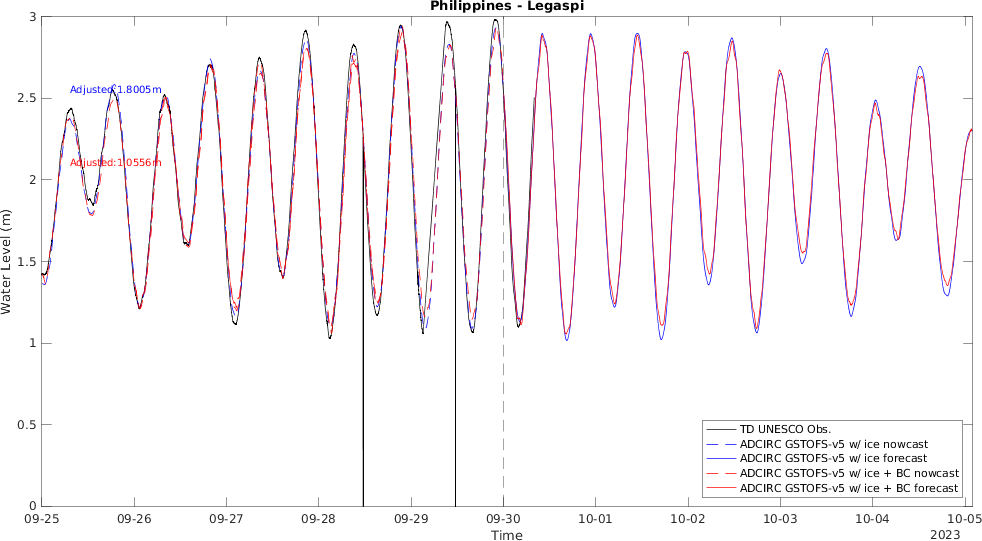 Philippines - Legaspi
Water Level (m)
3
2.5
2
1.5
1
0.5
0
Adjusted:1.8005m
Adjusted:1.0556m
TD UNESCO Obs.
ADCIRC GSTOFS-v5 w/ ice nowcast
ADCIRC GSTOFS-v5 w/ ice forecast
ADCIRC GSTOFS-v5 w/ ice + BC nowcast
ADCIRC GSTOFS-v5 w/ ice + BC forecast
09-25 09-26 09-27 09-28 09-29 09-30 10-01 10-02 10-03 10-04 10-05
Time
2023